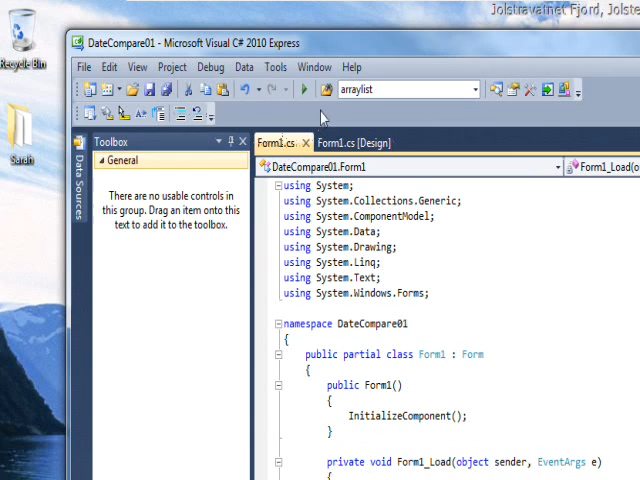 Jolstravatnet Fjord, Jolste
Recycle Bin
Sarah
DateCompare01 - Microsoft Visual C# 2010 Express
File Edit View Project Debug Data Tools Window Help
arraylist
Toolbox
General
There are no usable controls in
this group. Drag an item onto this
text to add it to the toolbox.
Data Sources
Form1.cs Form1.cs [Design]
DateCompare01.Form1 Form1_Load(o
using System;
using System.Collections.Generic;
using System.ComponentModel;
using System.Data;
using System.Drawing;
using System.Linq;
using System.Text;
using System.Windows.Forms;
namespace DateCompare01
{
public partial class Form1 : Form
{
public Form1()
{
InitializeComponent();
}
private void Form1_Load(object sender, EventArgs e)
{